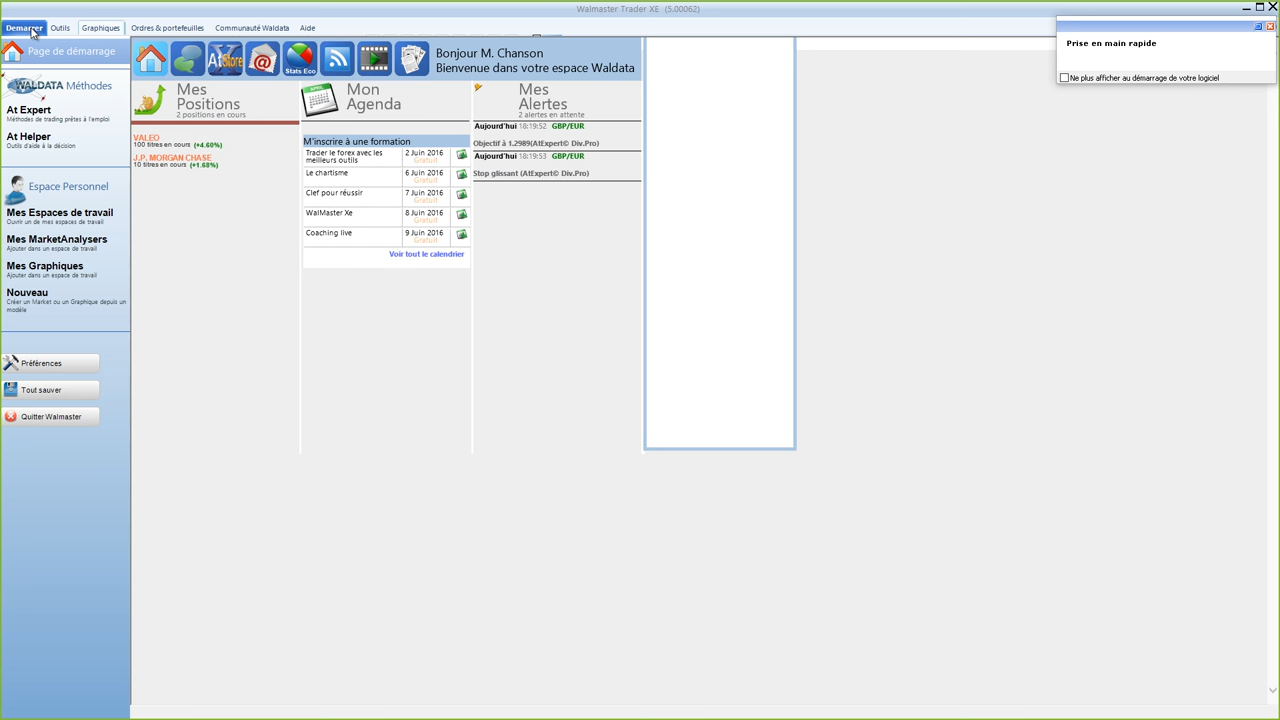 Walmaster Trader XE (5.00062)
Demarrer Outils Graphiques Ordres & portefeuilles Communauté Waldata Aide
Page de démarrage
WALDATA Méthodes
At Expert
Méthodes de trading prêtes à l'emploi
At Helper
Outils d'aide à la décision
Espace Personnel
Mes Espaces de travail
Ouvrir un de mes espaces de travail
Mes MarketAnalysers
Ajouter dans un espace de travail
Mes Graphiques
Ajouter dans un espace de travail
Nouveau
Créer un Market ou un Graphique depuis un
modèle
Préférences
Tout sauver
Quitter Walmaster
AtXStore
Stats Eco
Bonjour M. Chanson
Bienvenue dans votre espace Waldata
Mes
Positions
2 positions en cours
VALEO
100 titres en cours (+4.60%)
J.P. MORGAN CHASE
10 titres en cours (+1.68%)
APRIL
Mon
Agenda
M'inscrire à une formation
Trader le forex avec les
meilleurs outils
2 Juin 2016
Gratuit
Le chartisme
6 Juin 2016
Gratuit
Clef pour réussir
7 Juin 2016
Gratuit
WalMaster Xe
8 Juin 2016
Gratuit
Coaching live
9 Juin 2016
Gratuit
Voir tout le calendrier
Mes
Alertes
2 alertes en attente
Aujourd'hui 18:19:52 GBP/EUR
Objectif à 1.2989(AtExpert© Div.Pro)
Aujourd'hui 18:19:53 GBP/EUR
Stop glissant (AtExpert© Div.Pro)
Prise en main rapide
Ne plus afficher au démarrage de votre logiciel